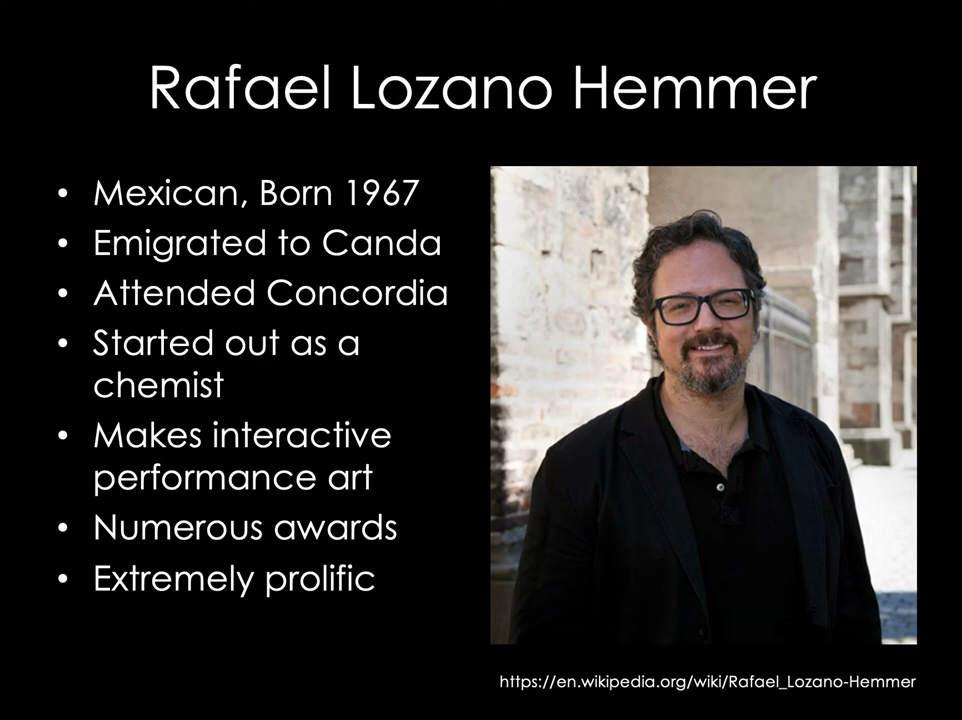 Rafael Lozano Hemmer
• Mexican, Born 1967
• Emigrated to Canda
• Attended Concordia
• Started out as a
chemist
• Makes interactive
performance art
• Numerous awards
• Extremely prolific
https://en.wikipedia.org/wiki/Rafael_Lozano-Hemmer